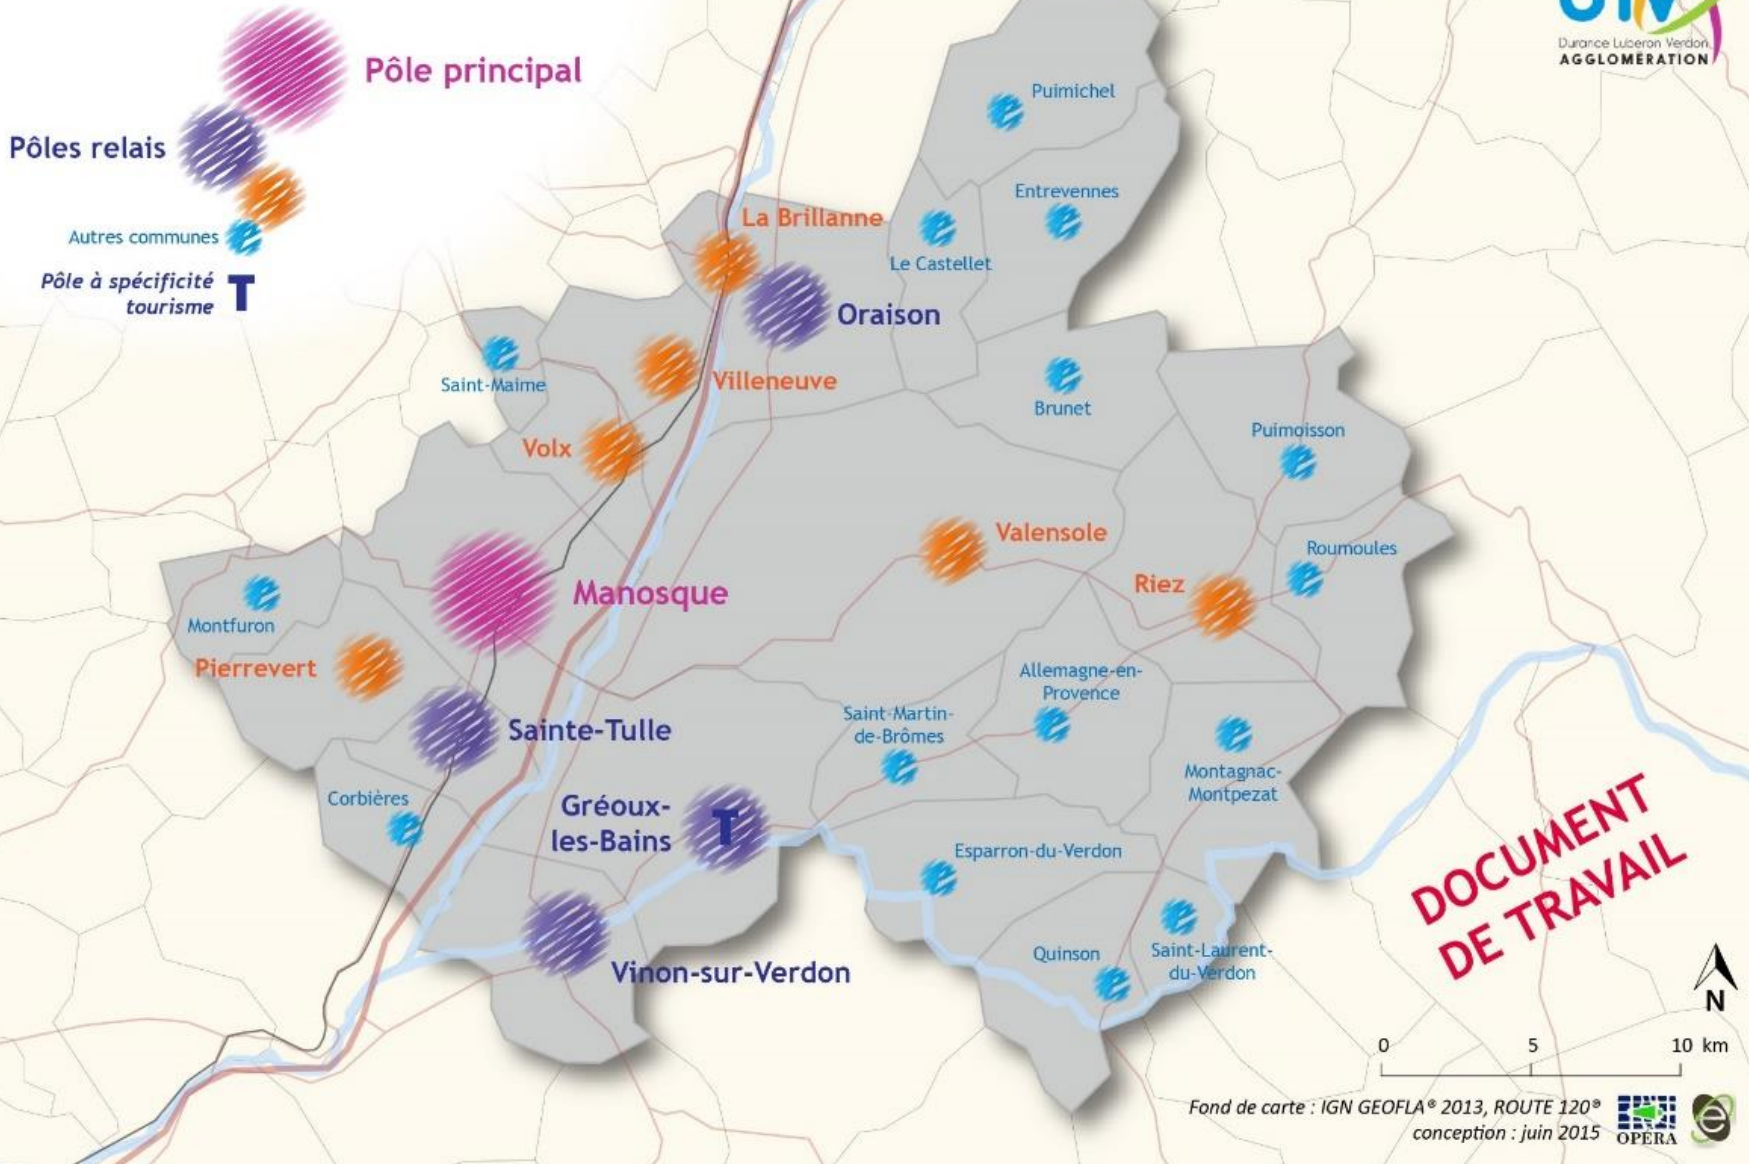 Durance Luberon Verdon
AGGLOMÉRATION
Pôle principal
Pôles relais
Autres communes
Pôle à spécificité
tourisme
T
Puimichel
Entrevennes
La Brillanne
Le Castellet
Oraison
Saint-Maime
Villeneuve
Brunet
Puimoisson
Volx
Valensole
Roumoules
Riez
Manosque
Montfuron
Pierrevert
Allemagne-en-
Provence
Saint-Martin-
de-Brômes
Sainte-Tulle
Montagnac-
Montpezat
Corbières
Gréoux-
les-Bains
T
Esparron-du-Verdon
Quinson
Saint-Laurent-
du-Verdon
Vinon-sur-Verdon
DOCUMENT
DE TRAVAIL
N
0 5 10 km
Fond de carte : IGN GEOFLA® 2013, ROUTE 120®
conception : juin 2015
OPERA